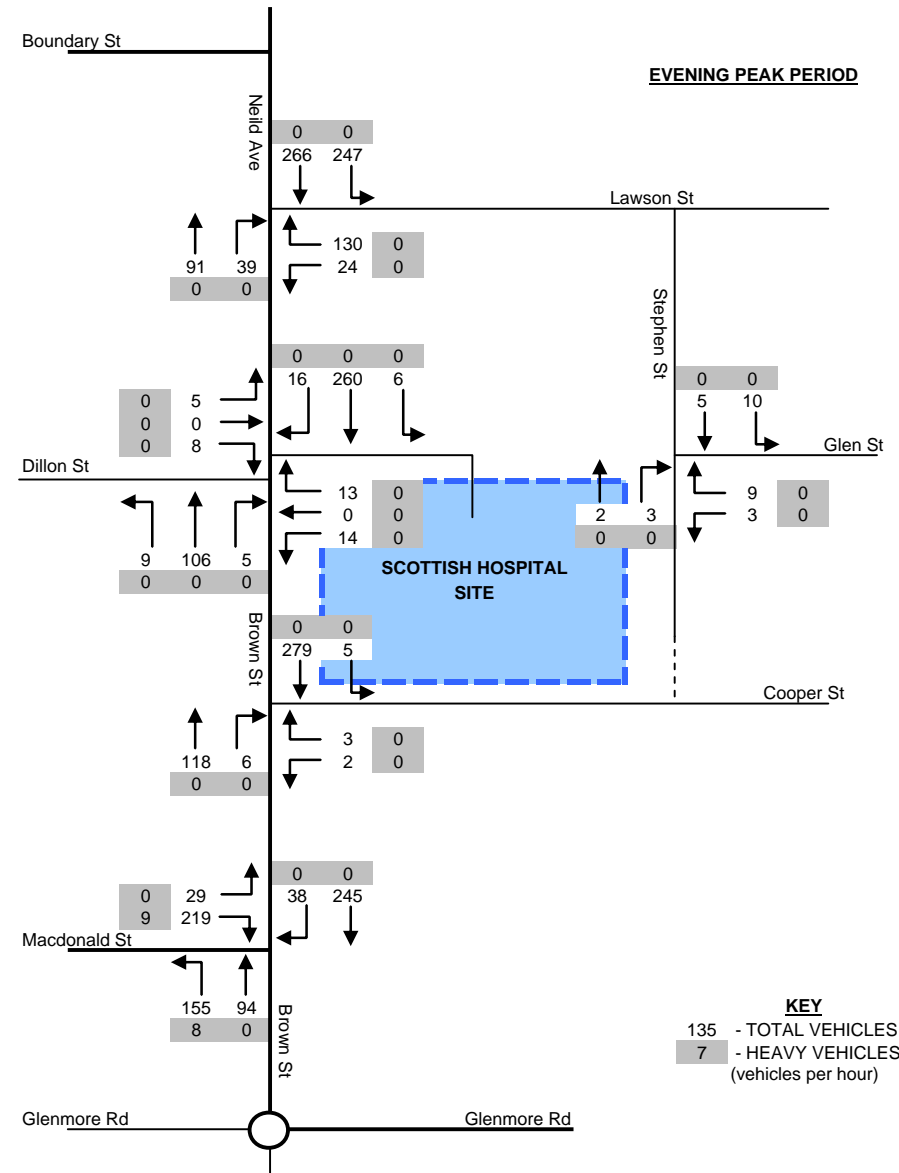 Boundary St
EVENING PEAK PERIOD
Neild Ave
0 0
266 247
Lawson St
130 0
24 0
91 39
0 0
Stephen St
0 0 0
16 260 6
0 5
0 0
0 8
0 0
5 10
Glen St
Dillon St
13 0
0 0
14 0
9 0
3 0
2 3
0 0
9 106 5
0 0 0
SCOTTISH HOSPITAL
SITE
Brown St
0 0
279 5
Cooper St
3 0
2 0
118 6
0 0
0 0
38 245
0 29
9 219
Macdonald St
155 94
8 0
Brown St
KEY
135 - TOTAL VEHICLES
7 - HEAVY VEHICLES
(vehicles per hour)
Glenmore Rd
Glenmore Rd